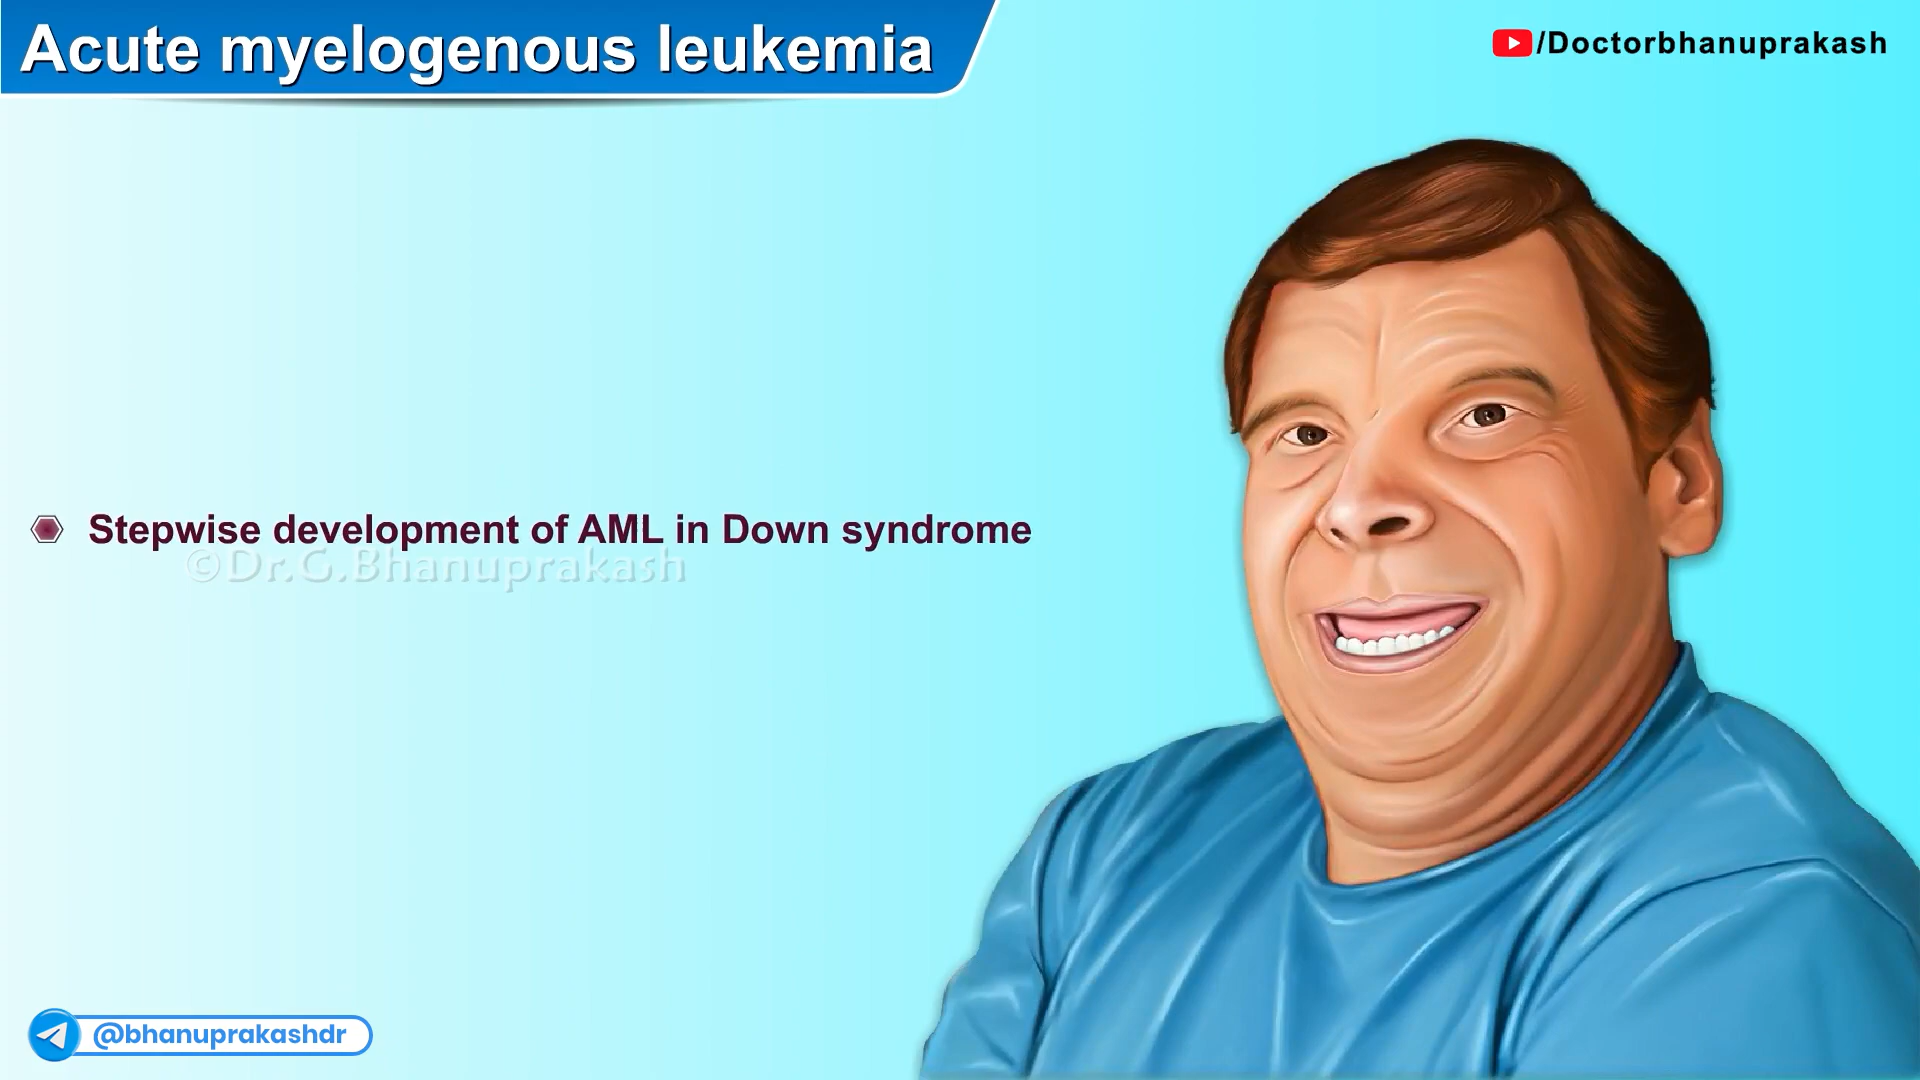 Acute myelogenous leukemia
/Doctorbhanuprakash
Stepwise development of AML in Down syndrome
©Dr.G.Bhanuprakash
@bhanuprakashdr